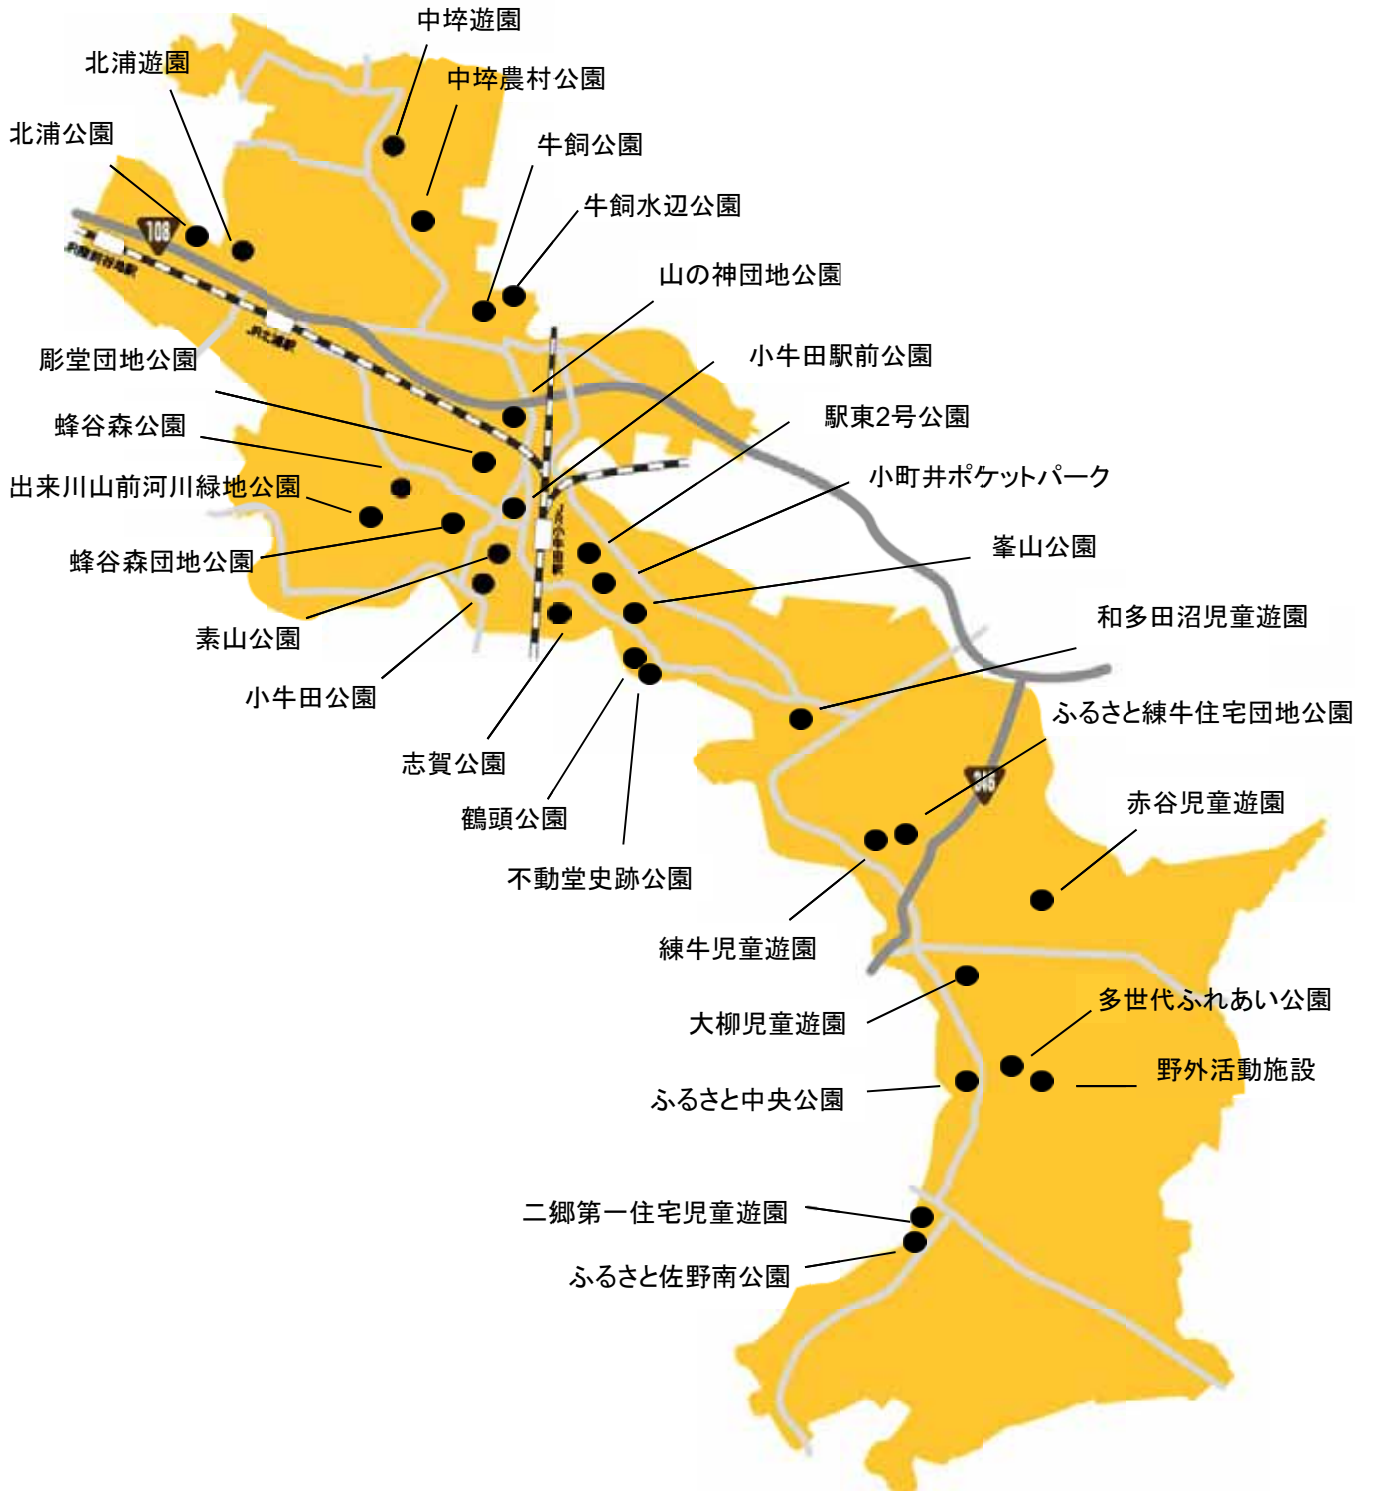 中埣遊園
北浦遊園
中埣農村公園
北浦公園
牛飼公園
牛飼水辺公園
108
山の神団地公園
JR北浦駅
小牛田駅前公園
彫堂団地公園
駅東2号公園
蜂谷森公園
小町井ポケットパーク
出来川山前河川緑地公園
峯山公園
蜂谷森団地公園
和多田沼児童遊園
素山公園
小牛田公園
ふるさと練牛住宅団地公園
志賀公園
346
赤谷児童遊園
鶴頭公園
不動堂史跡公園
練牛児童遊園
多世代ふれあい公園
大柳児童遊園
野外活動施設
ふるさと中央公園
二郷第一住宅児童遊園
ふるさと佐野南公園